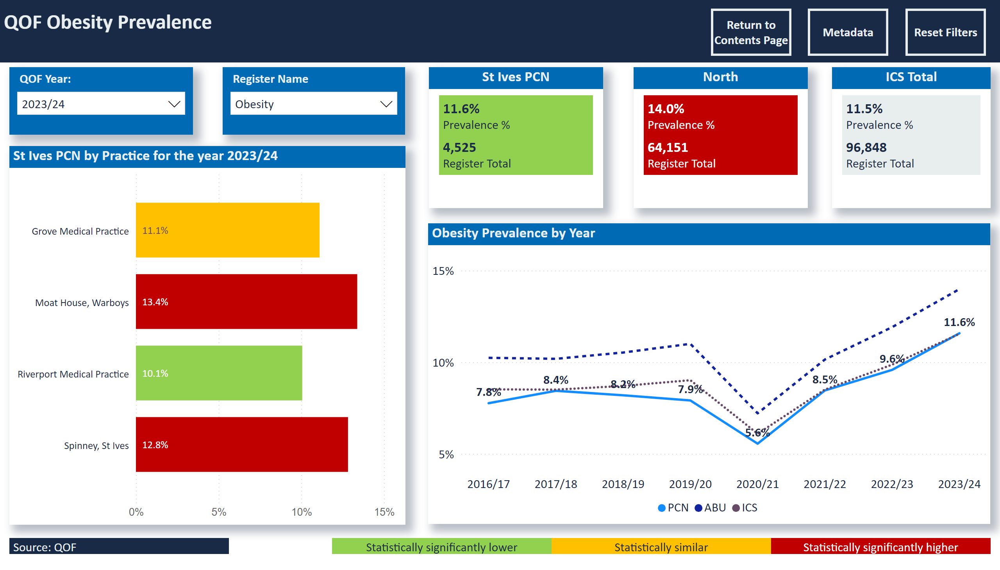 QOF Obesity Prevalence
Return to
Contents Page
Metadata
Reset Filters
QOF Year:
2023/24
Register Name
Obesity
St Ives PCN
11.6%
Prevalence %
4,525
Register Total
North
14.0%
Prevalence %
64,151
Register Total
ICS Total
11.5%
Prevalence %
96,848
Register Total
St Ives PCN by Practice for the year 2023/24
Grove Medical Practice
11.1%
Moat House, Warboys
13.4%
Riverport Medical Practice
10.1%
Spinney, St Ives
12.8%
0%
5%
10%
15%
Obesity Prevalence by Year
15%
10%
5%
7.8%
8.4%
8.2%
7.9%
5.6%
8.5%
9.6%
11.6%
2016/17
2017/18
2018/19
2019/20
2020/21
2021/22
2022/23
2023/24
PCN
ABU
ICS
Source: QOF
Statistically significantly lower
Statistically similar
Statistically significantly higher